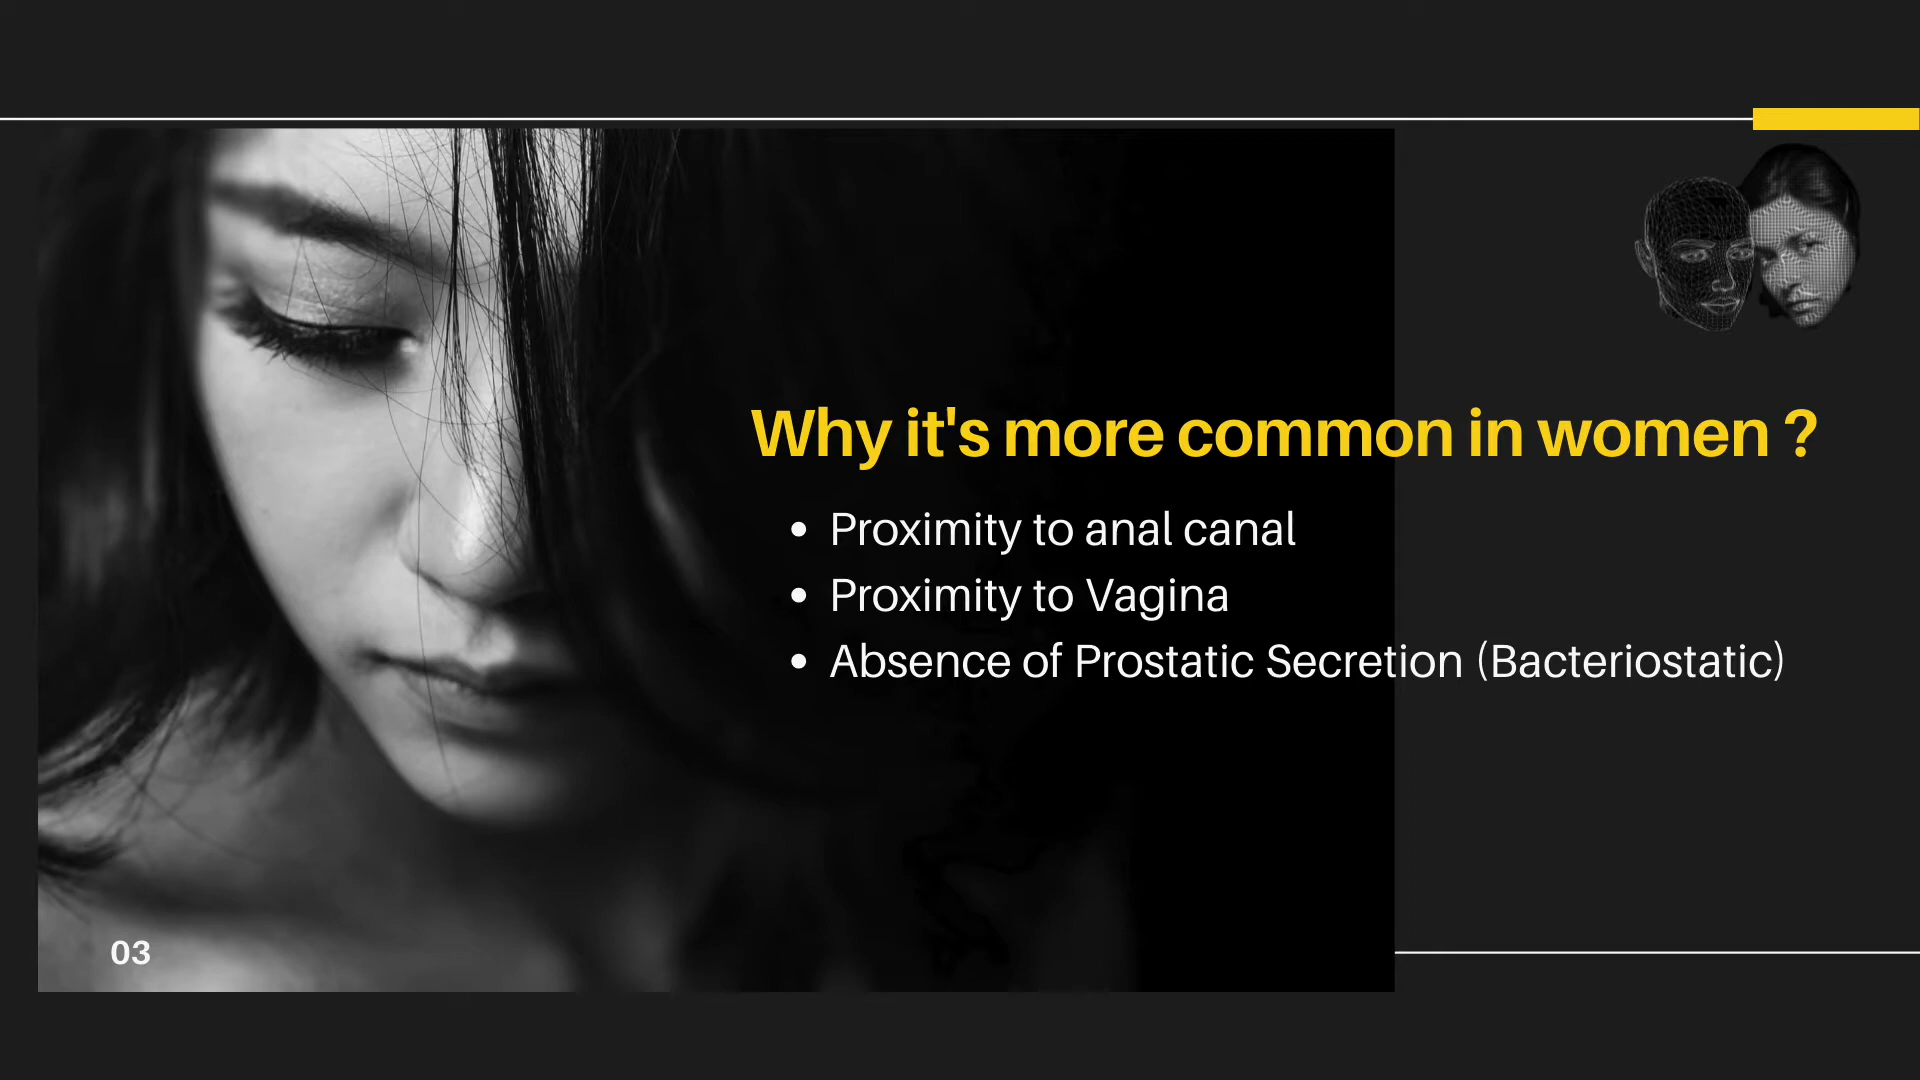 Why it's more common in women ?
• Proximity to anal canal
• Proximity to Vagina
• Absence of Prostatic Secretion (Bacteriostatic)
03